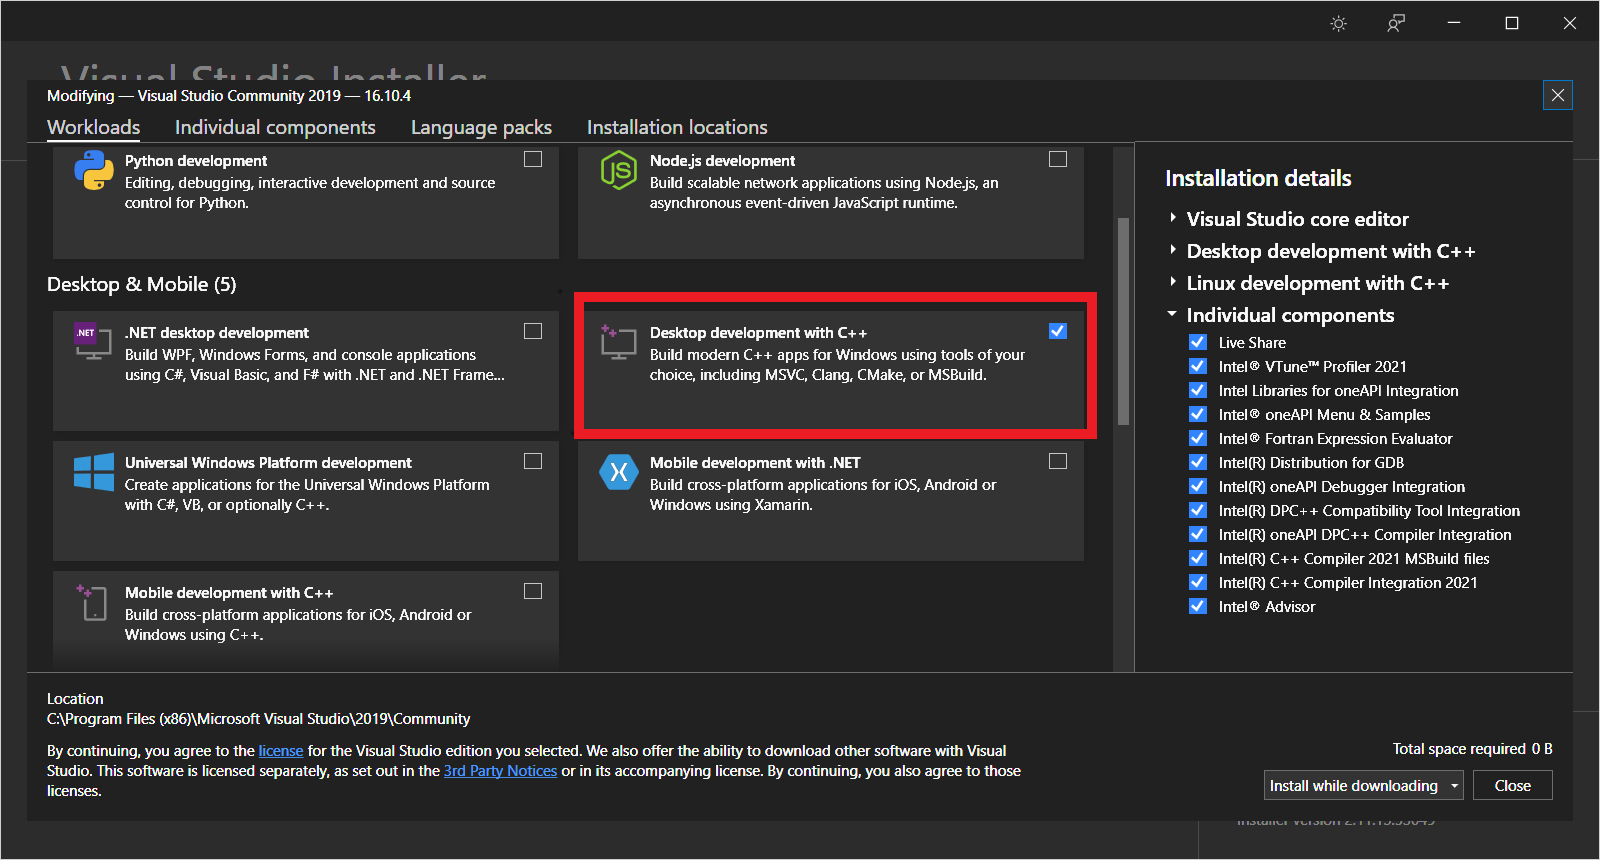 Visual Studio Installer
Modifying — Visual Studio Community 2019 — 16.10.4
Workloads
Individual components
Language packs
Installation locations
Python development
Editing, debugging, interactive development and source
control for Python.
JS
Node.js development
Build scalable network applications using Node.js, an
asynchronous event-driven JavaScript runtime.
Desktop & Mobile (5)
.NET
.NET desktop development
Build WPF, Windows Forms, and console applications
using C#, Visual Basic, and F# with .NET and .NET Frame...
Desktop development with C++
Build modern C++ apps for Windows using tools of your
choice, including MSVC, Clang, CMake, or MSBuild.
Universal Windows Platform development
Create applications for the Universal Windows Platform
with C#, VB, or optionally C++.
Mobile development with .NET
Build cross-platform applications for iOS, Android or
Windows using Xamarin.
Mobile development with C++
Build cross-platform applications for iOS, Android or
Windows using C++.
Installation details
Visual Studio core editor
Desktop development with C++
Linux development with C++
Individual components
Live Share
Intel® VTune™ Profiler 2021
Intel Libraries for oneAPI Integration
Intel® oneAPI Menu & Samples
Intel® Fortran Expression Evaluator
Intel(R) Distribution for GDB
Intel(R) oneAPI Debugger Integration
Intel(R) DPC++ Compatibility Tool Integration
Intel(R) oneAPI DPC++ Compiler Integration
Intel(R) C++ Compiler 2021 MSBuild files
Intel(R) C++ Compiler Integration 2021
Intel® Advisor
Location
C:\Program Files (x86)\Microsoft Visual Studio\2019\Community
By continuing, you agree to the license for the Visual Studio edition you selected. We also offer the ability to download other software with Visual
Studio. This software is licensed separately, as set out in the 3rd Party Notices or in its accompanying license. By continuing, you also agree to those
licenses.
Total space required 0 B
Install while downloading
Close